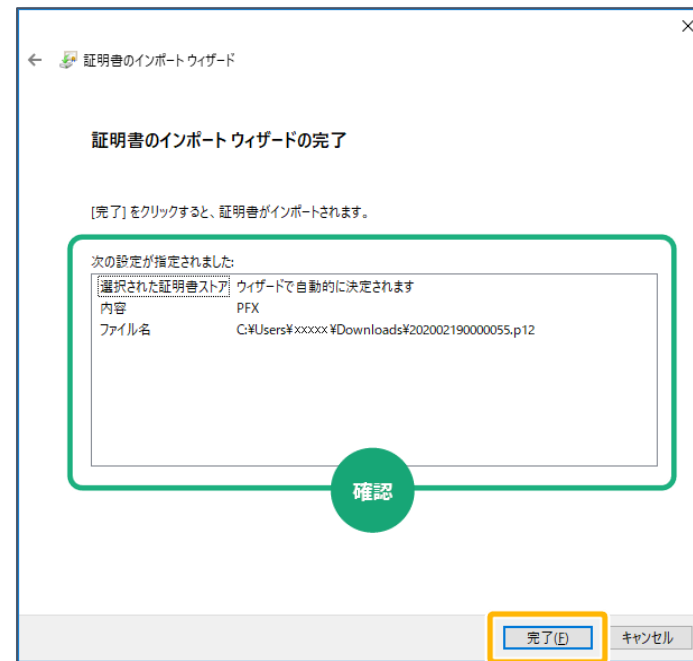 証明書のインポート ウィザード
証明書のインポート ウィザードの完了
[完了] をクリックすると、証明書がインポートされます。
次の設定が指定されました:
選択された証明書ストア ウィザードで自動的に決定されます
内容 PFX
ファイル名 C:¥Users¥xxxxx¥Downloads¥202002190000055.p12
確認
完了(F) キャンセル